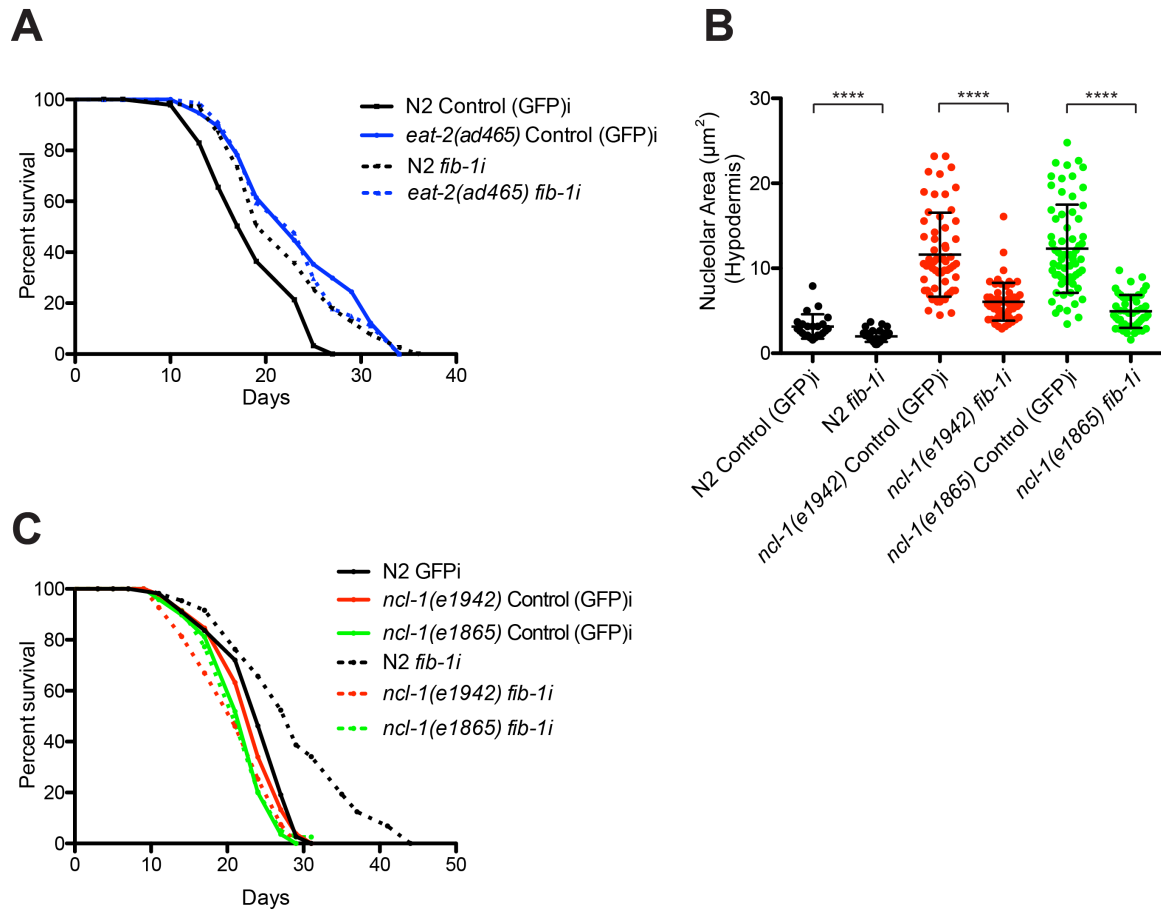 A
100
80
60
40
20
0
0 10 20 30 40
Percent survival
Days
N2 Control (GFP)i
eat-2(ad465) Control (GFP)i
N2 fib-1i
eat-2(ad465) fib-1i
B
**** **** ****
30
20
10
0
Nucleolar Area (μm²)
(Hypodermis)
N2 Control (GFP)i
N2 fib-1i
ncl-1(e1942) Control (GFP)i
ncl-1(e1942) fib-1i
ncl-1(e1865) Control (GFP)i
ncl-1(e1865) fib-1i
C
100
80
60
40
20
0
0 10 20 30 40 50
Percent survival
Days
N2 GFPi
ncl-1(e1942) Control (GFP)i
ncl-1(e1865) Control (GFP)i
N2 fib-1i
ncl-1(e1942) fib-1i
ncl-1(e1865) fib-1i